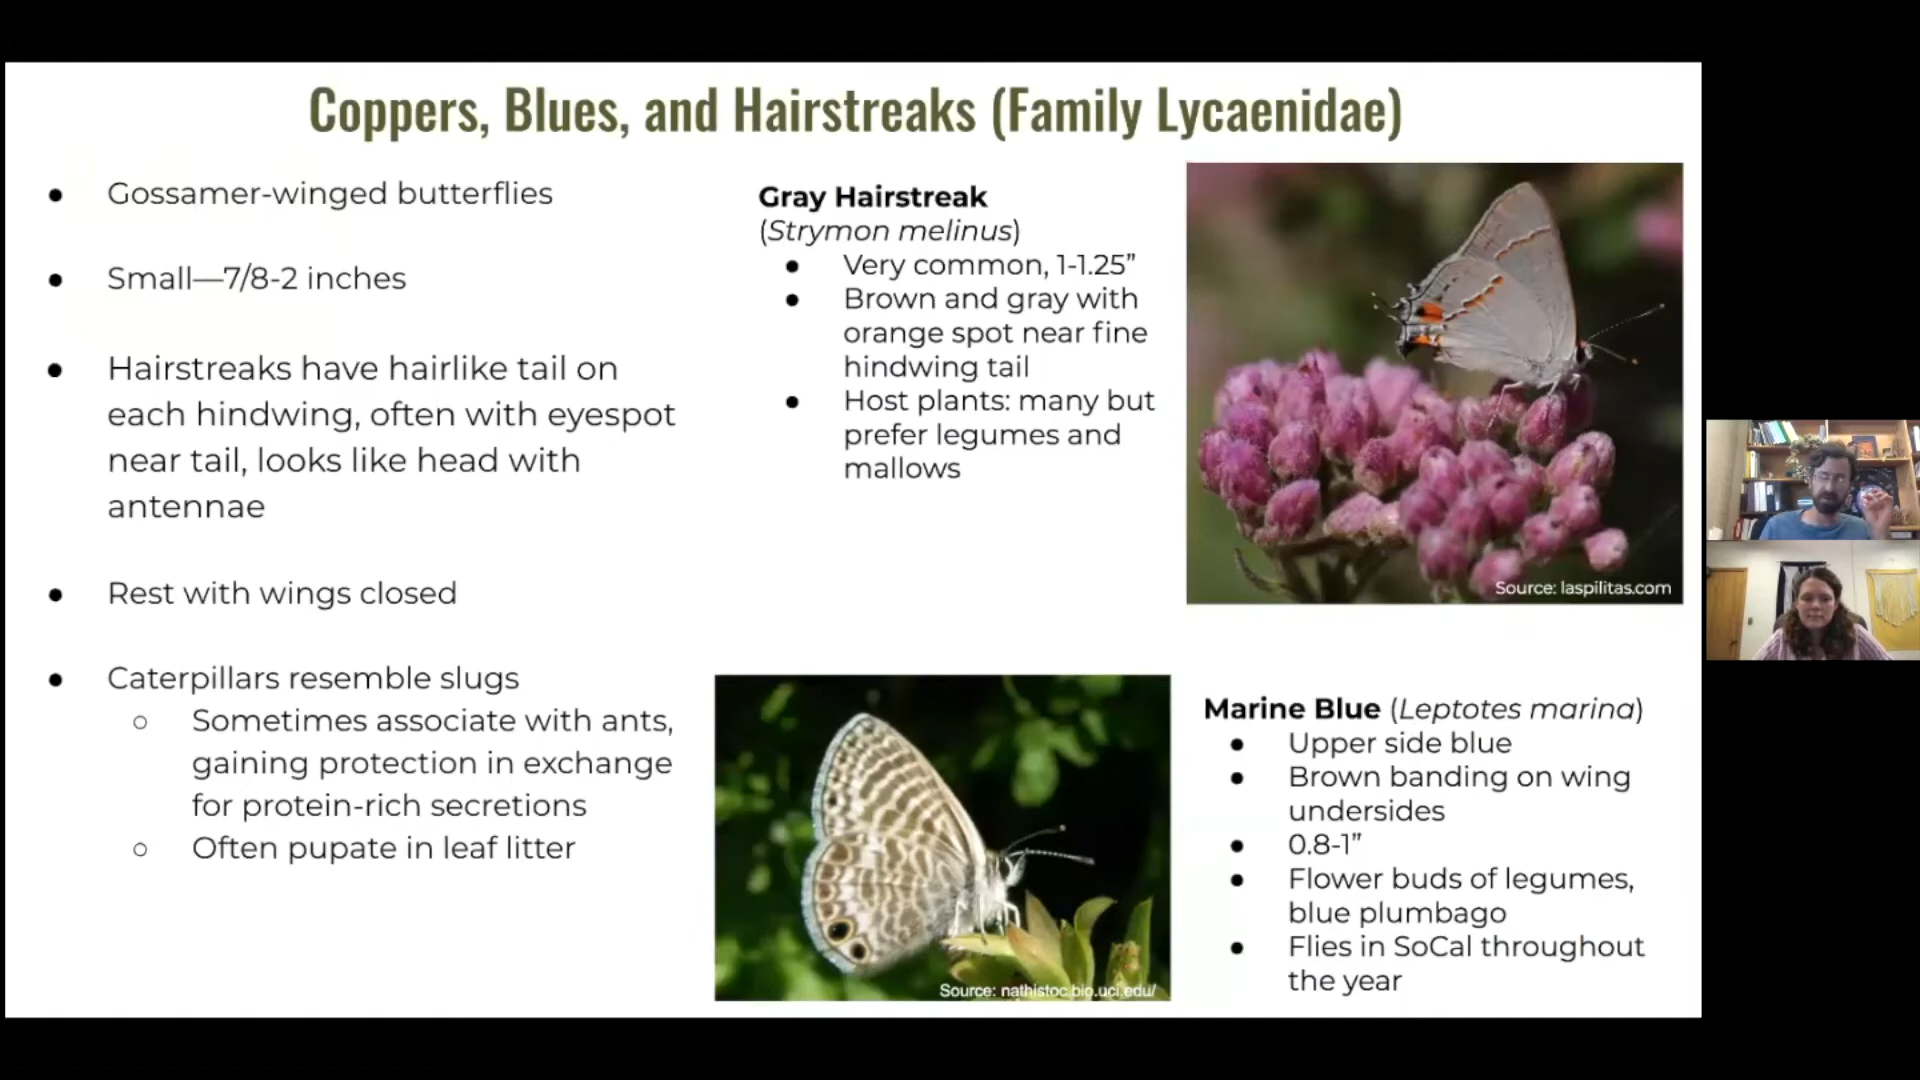 Coppers, Blues, and Hairstreaks (Family Lycaenidae)
● Gossamer-winged butterflies
● Small—7/8-2 inches
● Hairstreaks have hairlike tail on
each hindwing, often with eyespot
near tail, looks like head with
antennae
● Rest with wings closed
● Caterpillars resemble slugs
○ Sometimes associate with ants,
gaining protection in exchange
for protein-rich secretions
○ Often pupate in leaf litter
Gray Hairstreak
(Strymon melinus)
● Very common, 1-1.25”
● Brown and gray with
orange spot near fine
hindwing tail
● Host plants: many but
prefer legumes and
mallows
Source: laspilitas.com
Source: nathistoc.bio.uci.edu/
Marine Blue (Leptotes marina)
● Upper side blue
● Brown banding on wing
undersides
● 0.8-1”
● Flower buds of legumes,
blue plumbago
● Flies in SoCal throughout
the year